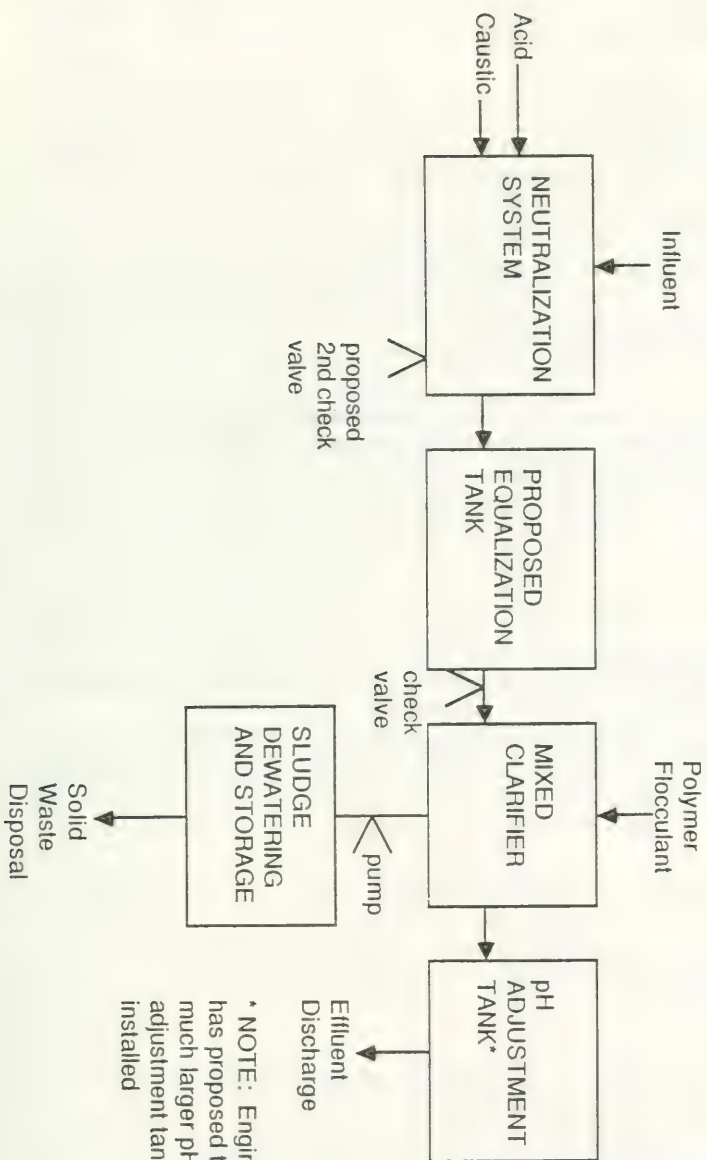 Influent
Acid
Caustic
NEUTRALIZATION
SYSTEM
proposed
2nd check
valve
PROPOSED
EQUALIZATION
TANK
check
valve
Polymer
Flocculant
MIXED
CLARIFIER
pump
SLUDGE
DEWATERING
AND STORAGE
Solid
Waste
Disposal
pH
ADJUSTMENT
TANK*
Effluent
Discharge
* NOTE: Engin
has proposed t
much larger pH
adjustment tan
installed